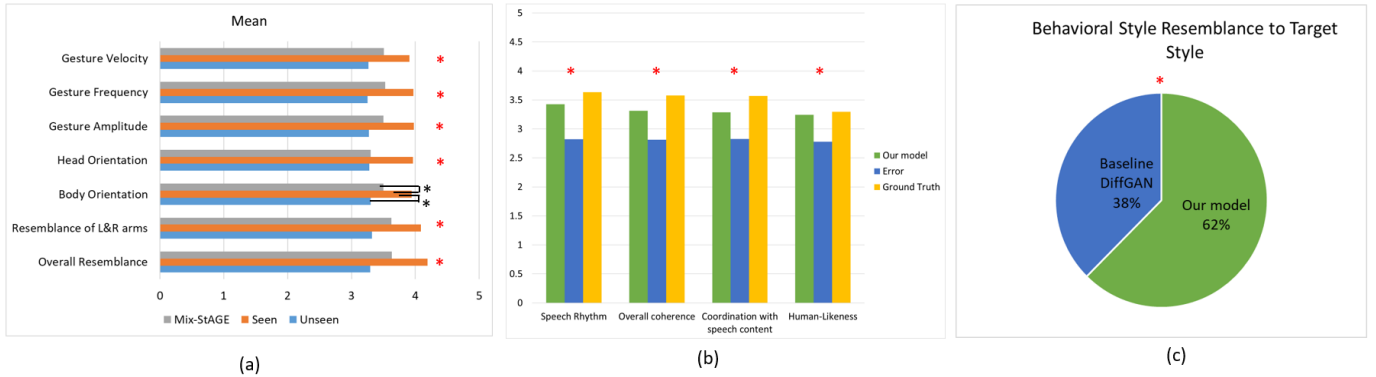 Mean
Gesture Velocity
*
Gesture Frequency
*
Gesture Amplitude
*
Head Orientation
*
Body Orientation
*
*
Resemblance of L&R arms
*
Overall Resemblance
*
0 1 2 3 4 5
Mix-StAGE Seen Unseen
(a)
5
4.5
4
3.5
3
2.5
2
1.5
1
0.5
0
* * * *
Speech Rhythm Overall coherence Coordination with Human-Likeness
speech content
Our model
Error
Ground Truth
(b)
Behavioral Style Resemblance to Target
Style
*
Baseline
DiffGAN
38%
Our model
62%
(c)